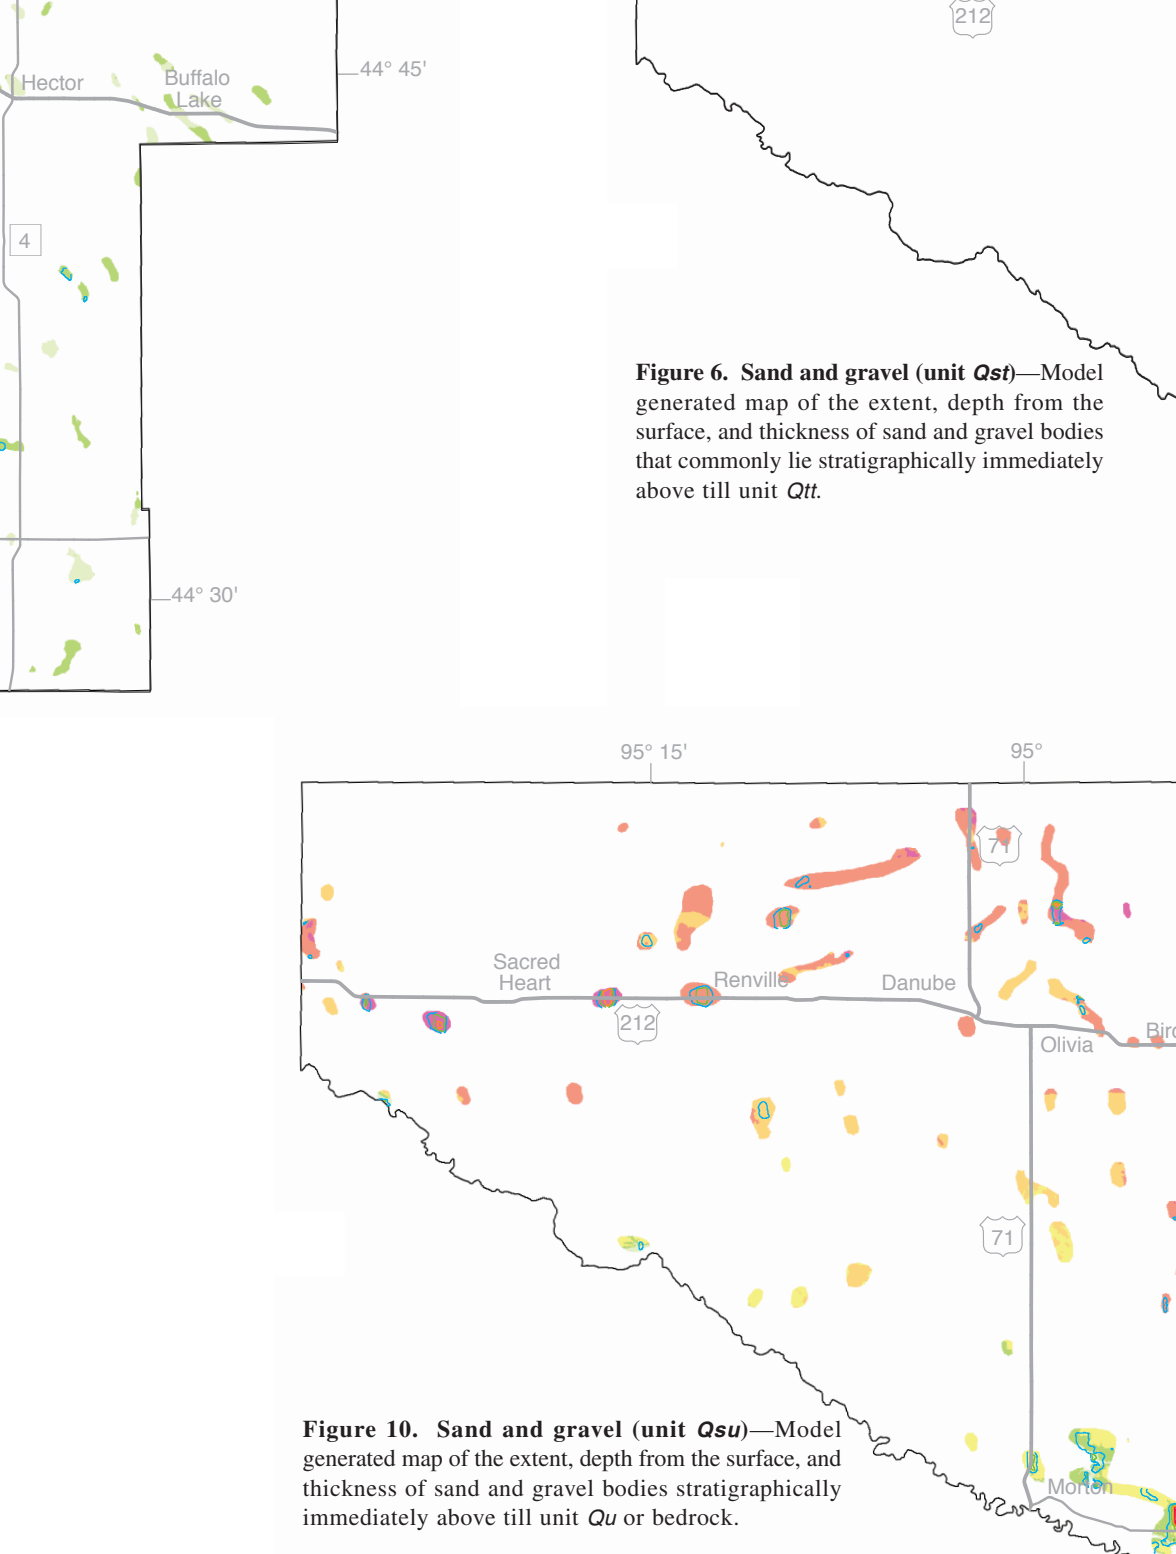 212
Hector
Buffalo
Lake
44° 45'
4
Figure 6. Sand and gravel (unit Qst)—Model
generated map of the extent, depth from the
surface, and thickness of sand and gravel bodies
that commonly lie stratigraphically immediately
above till unit Qtt.
44° 30'
95° 15'
95°
71
Sacred
Heart
Renville
Danube
212
Olivia
Bird
71
Morton
Figure 10. Sand and gravel (unit Qsu)—Model
generated map of the extent, depth from the surface, and
thickness of sand and gravel bodies stratigraphically
immediately above till unit Qu or bedrock.